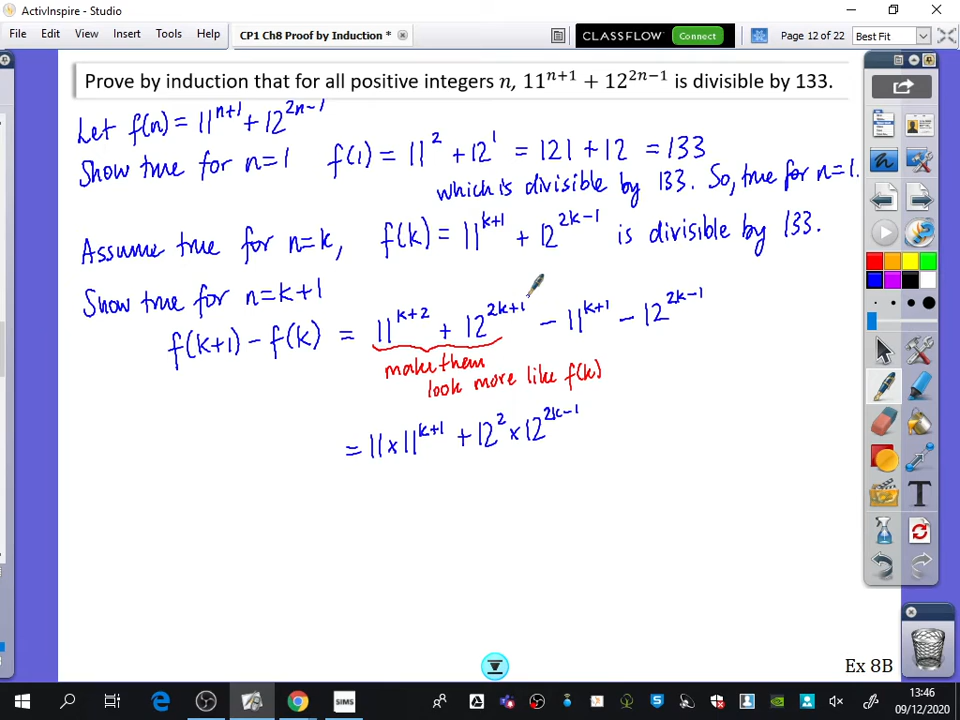 ActivInspire - Studio
File Edit View Insert Tools Help CP1 Ch8 Proof by Induction * CLASSFLOW Connect Page 12 of 22 Best Fit
Prove by induction that for all positive integers n, 11^{n+1} + 12^{2n−1} is divisible by 133.
Let f(n) = 11^{n+1} + 12^{2n−1}
Show true for n=1 f(1) = 11^2 + 12^1 = 121 + 12 = 133
which is divisible by 133. So, true for n=1.
Assume true for n=k, f(k) = 11^{k+1} + 12^{2k−1} is divisible by 133.
Show true for n=k+1
f(k+1) − f(k) = 11^{k+2} + 12^{2k+1} − 11^{k+1} − 12^{2k−1}
make them
look more like f(k)
= 11 × 11^{k+1} + 12^2 × 12^{2k−1}
Ex 8B
SIMS
13:46
09/12/2020